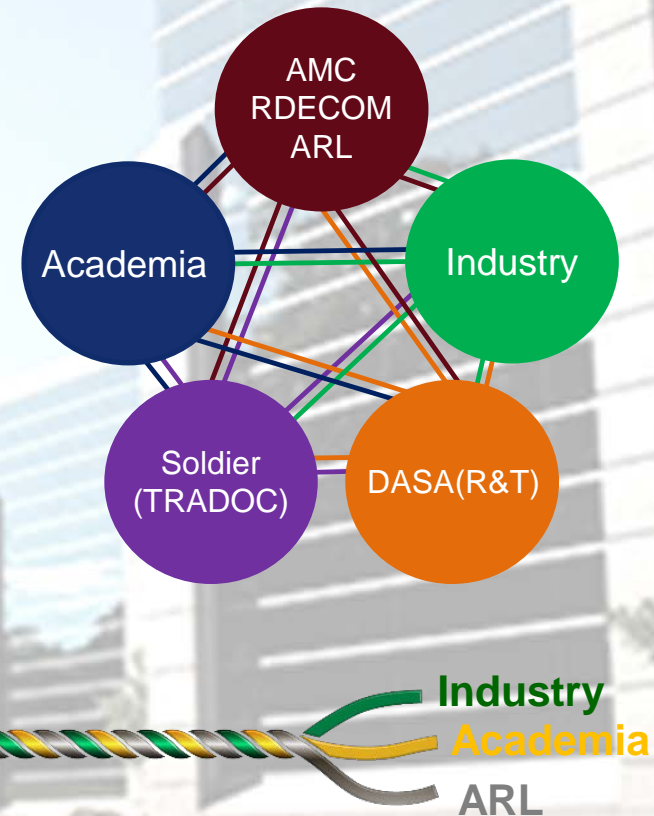 AMC
RDECOM
ARL
Academia
Industry
Soldier
(TRADOC)
DASA(R&T)
Industry
Academia
ARL